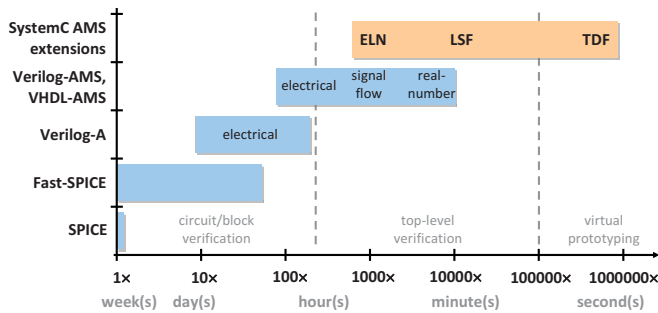 SystemC AMS
extensions
ELN LSF TDF
Verilog-AMS,
VHDL-AMS
electrical
signal
flow
real-
number
Verilog-A
electrical
Fast-SPICE
SPICE
circuit/block
verification
top-level
verification
virtual
prototyping
1× 10× 100× 1000× 10000× 100000× 1000000×
week(s) day(s) hour(s) minute(s) second(s)